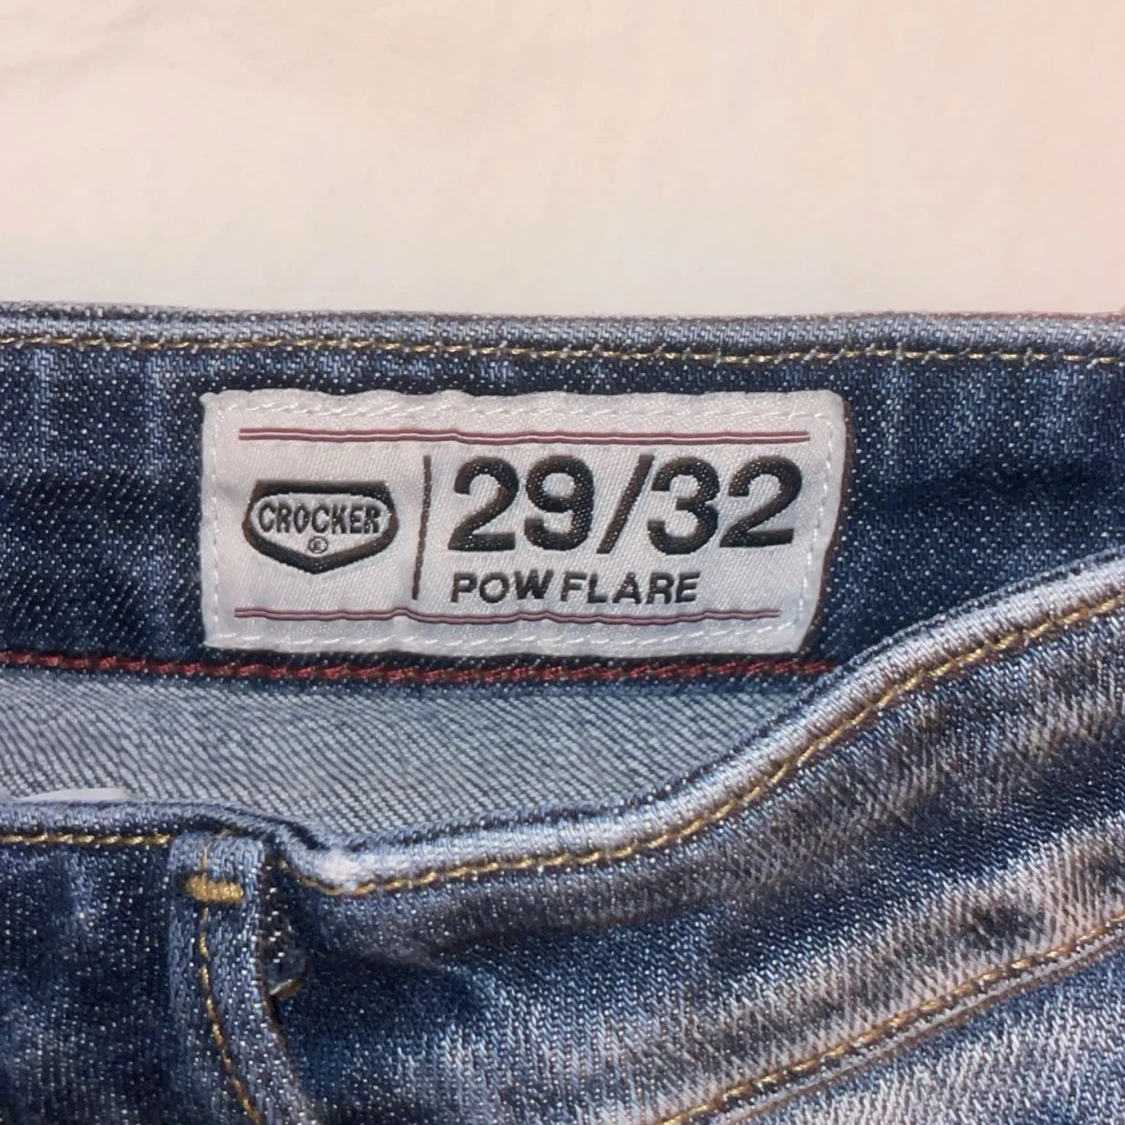 CROCKER
®
29/32
POW FLARE